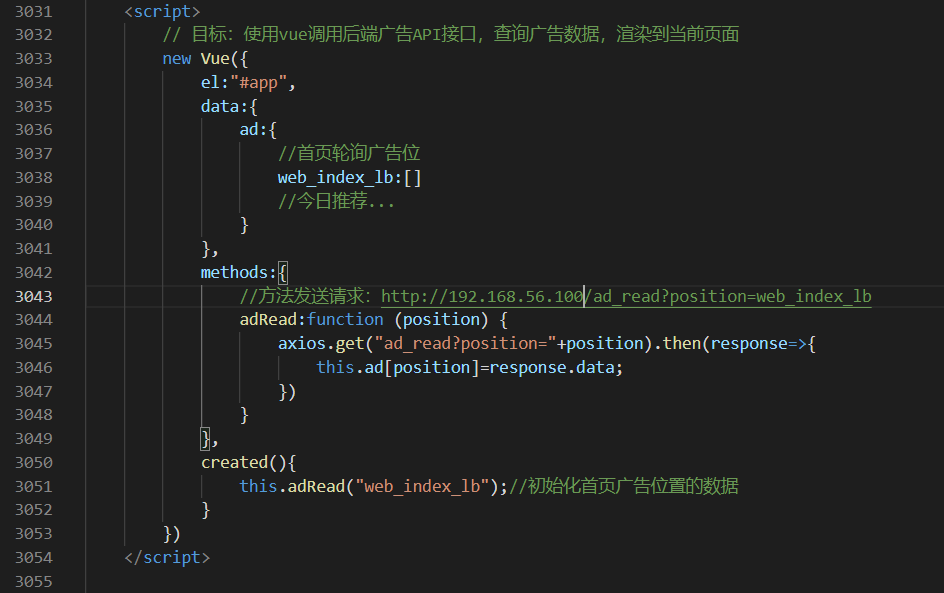 3031 <script>
3032 // 目标：使用vue调用后端广告API接口，查询广告数据，渲染到当前页面
3033 new Vue({
3034 el:"#app",
3035 data:{
3036 ad:{
3037 //首页轮询广告位
3038 web_index_lb:[]
3039 //今日推荐...
3040 }
3041 },
3042 methods:{
3043 //方法发送请求：http://192.168.56.100/ad_read?position=web_index_lb
3044 adRead:function (position) {
3045 axios.get("ad_read?position="+position).then(response=>{
3046 this.ad[position]=response.data;
3047 })
3048 }
3049 },
3050 created(){
3051 this.adRead("web_index_lb");//初始化首页广告位置的数据
3052 }
3053 })
3054 </script>
3055